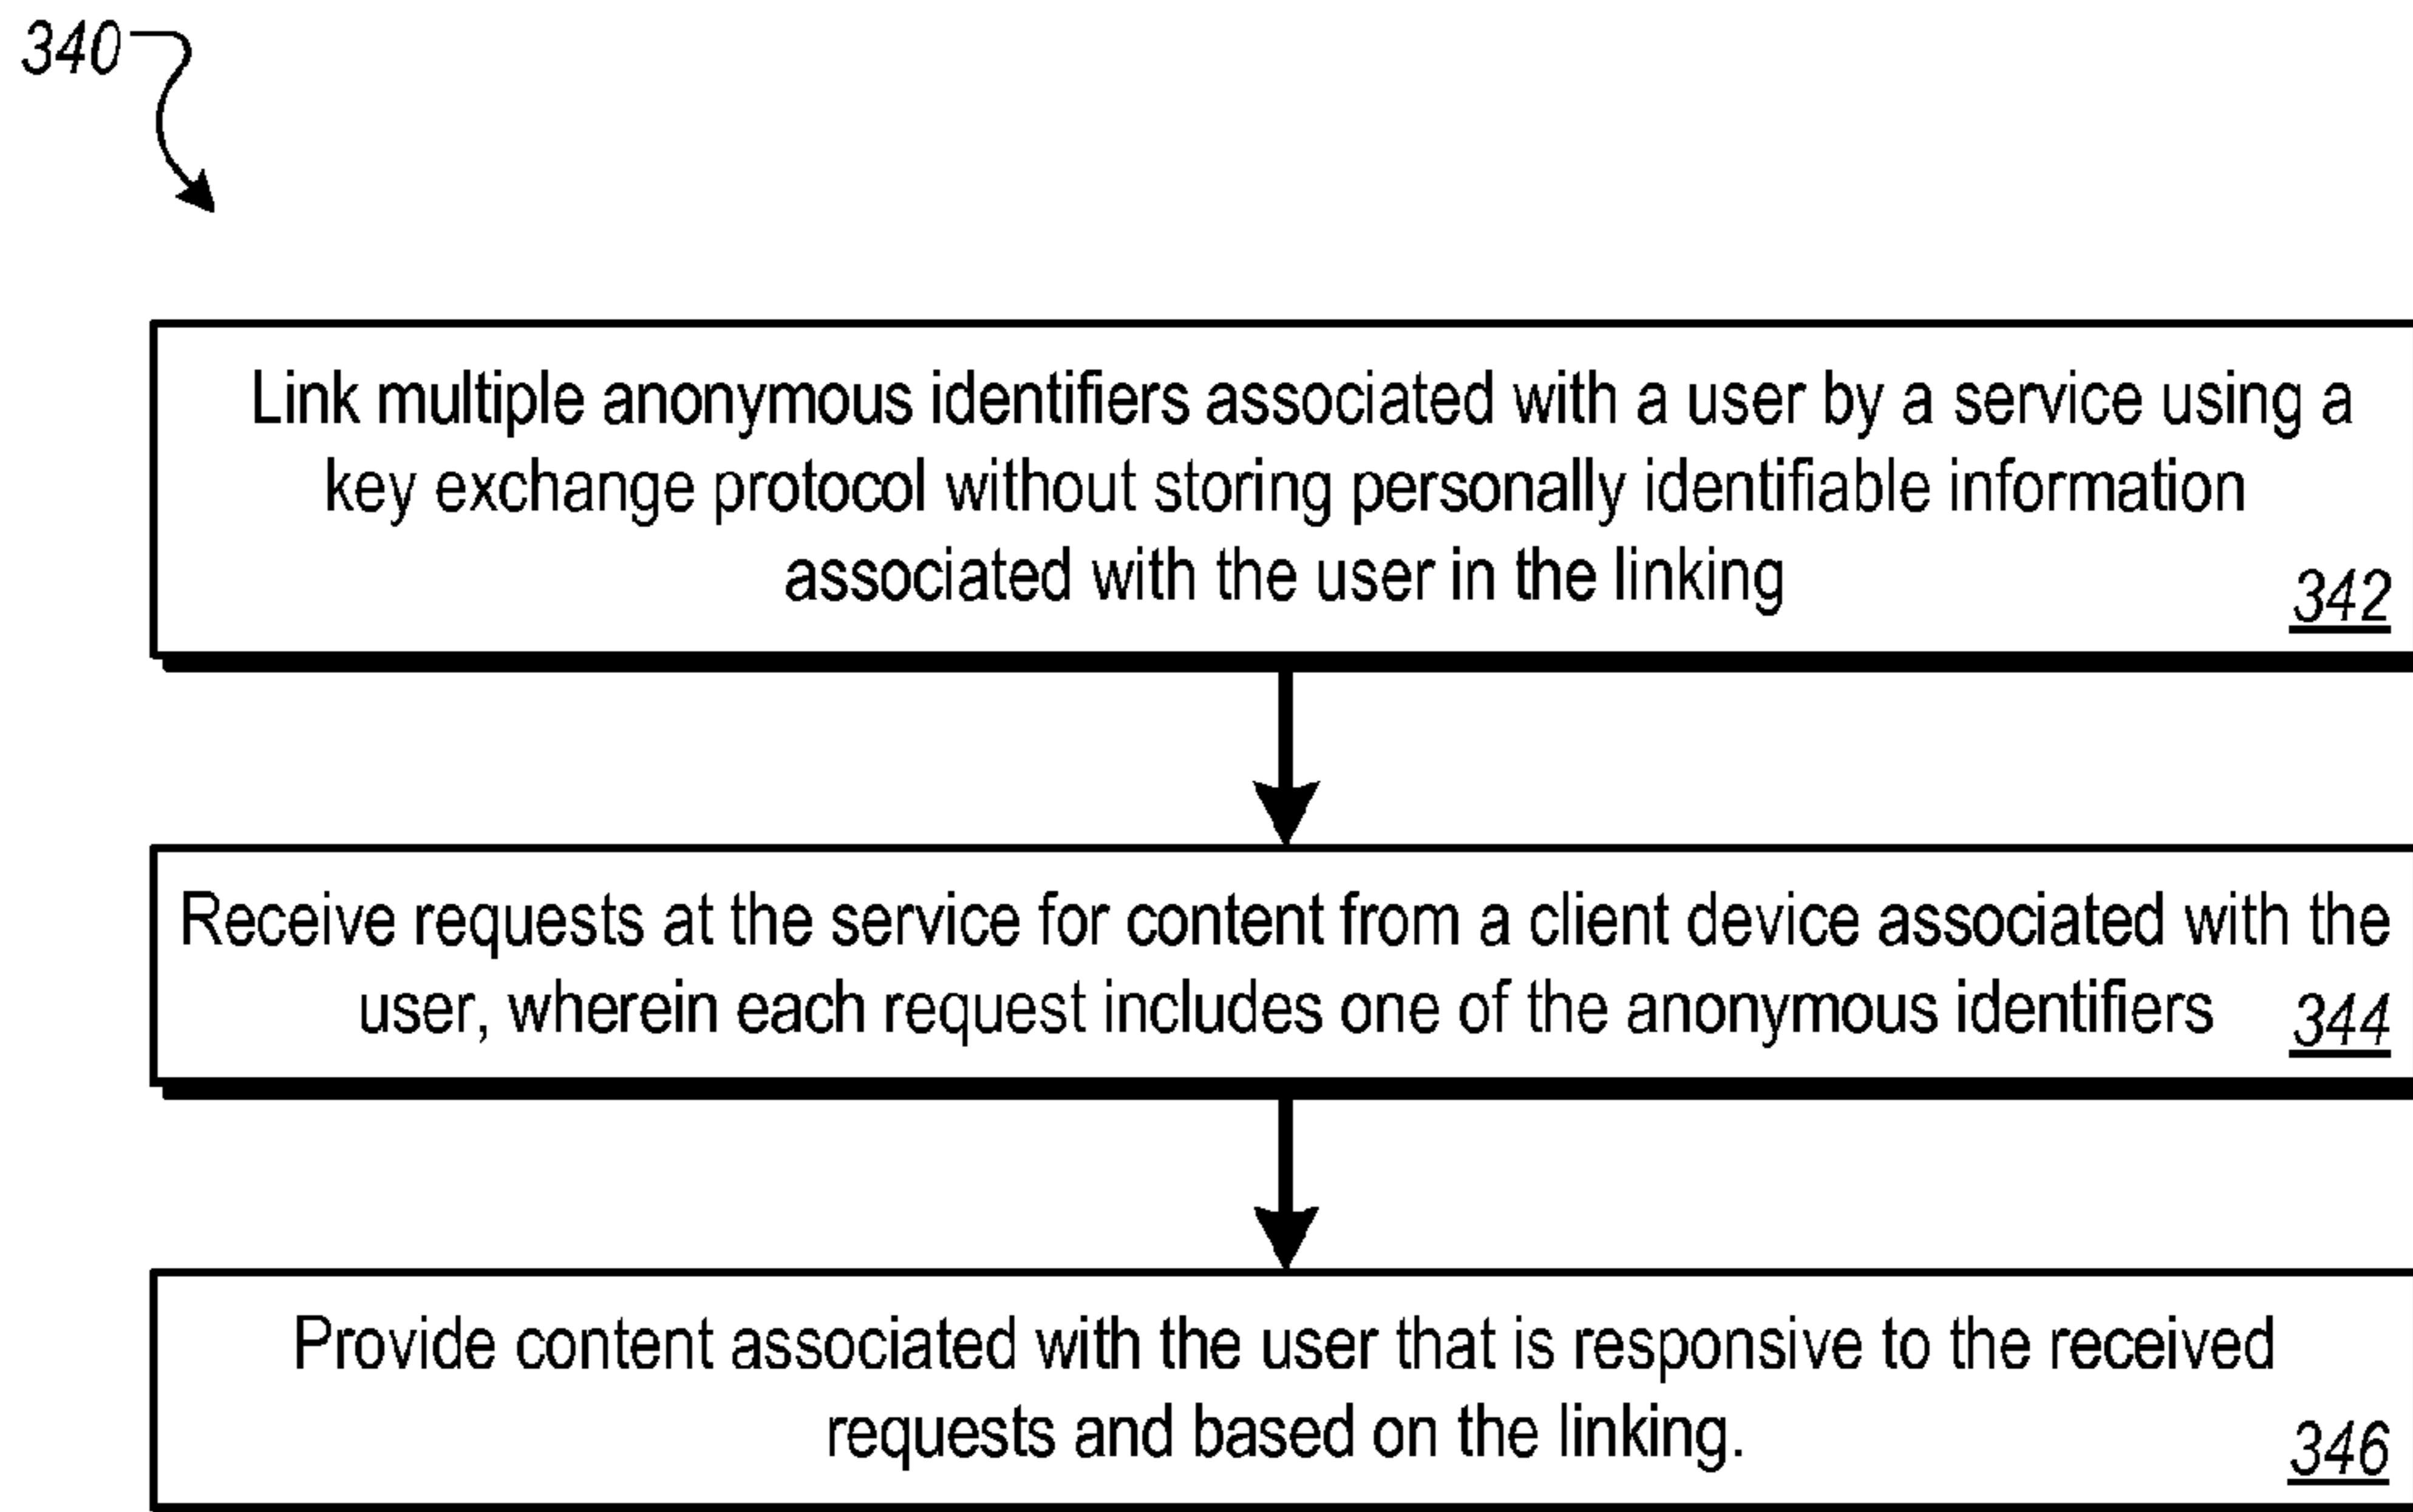 340
Link multiple anonymous identifiers associated with a user by a service using a
key exchange protocol without storing personally identifiable information
associated with the user in the linking
342
Receive requests at the service for content from a client device associated with the
user, wherein each request includes one of the anonymous identifiers
344
Provide content associated with the user that is responsive to the received
requests and based on the linking.
346